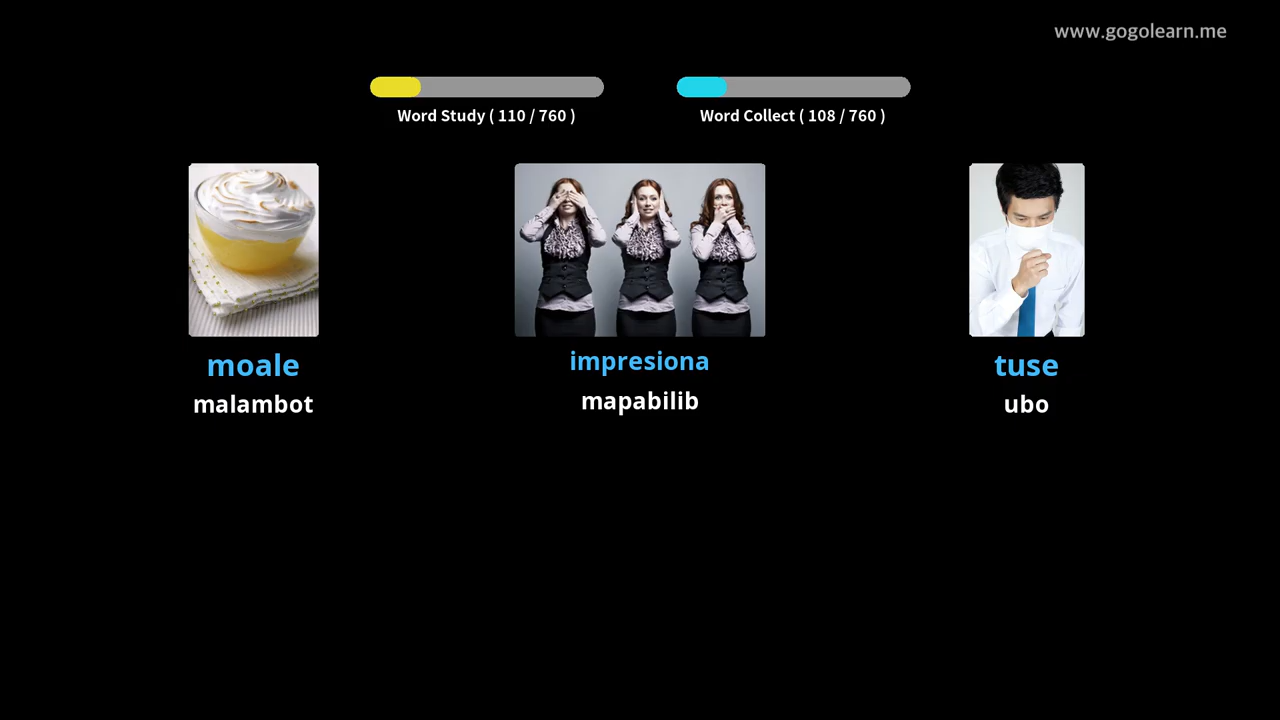 www.gogolearn.me
Word Study ( 110 / 760 )
Word Collect ( 108 / 760 )
moale
malambot
impresiona
mapabilib
tuse
ubo